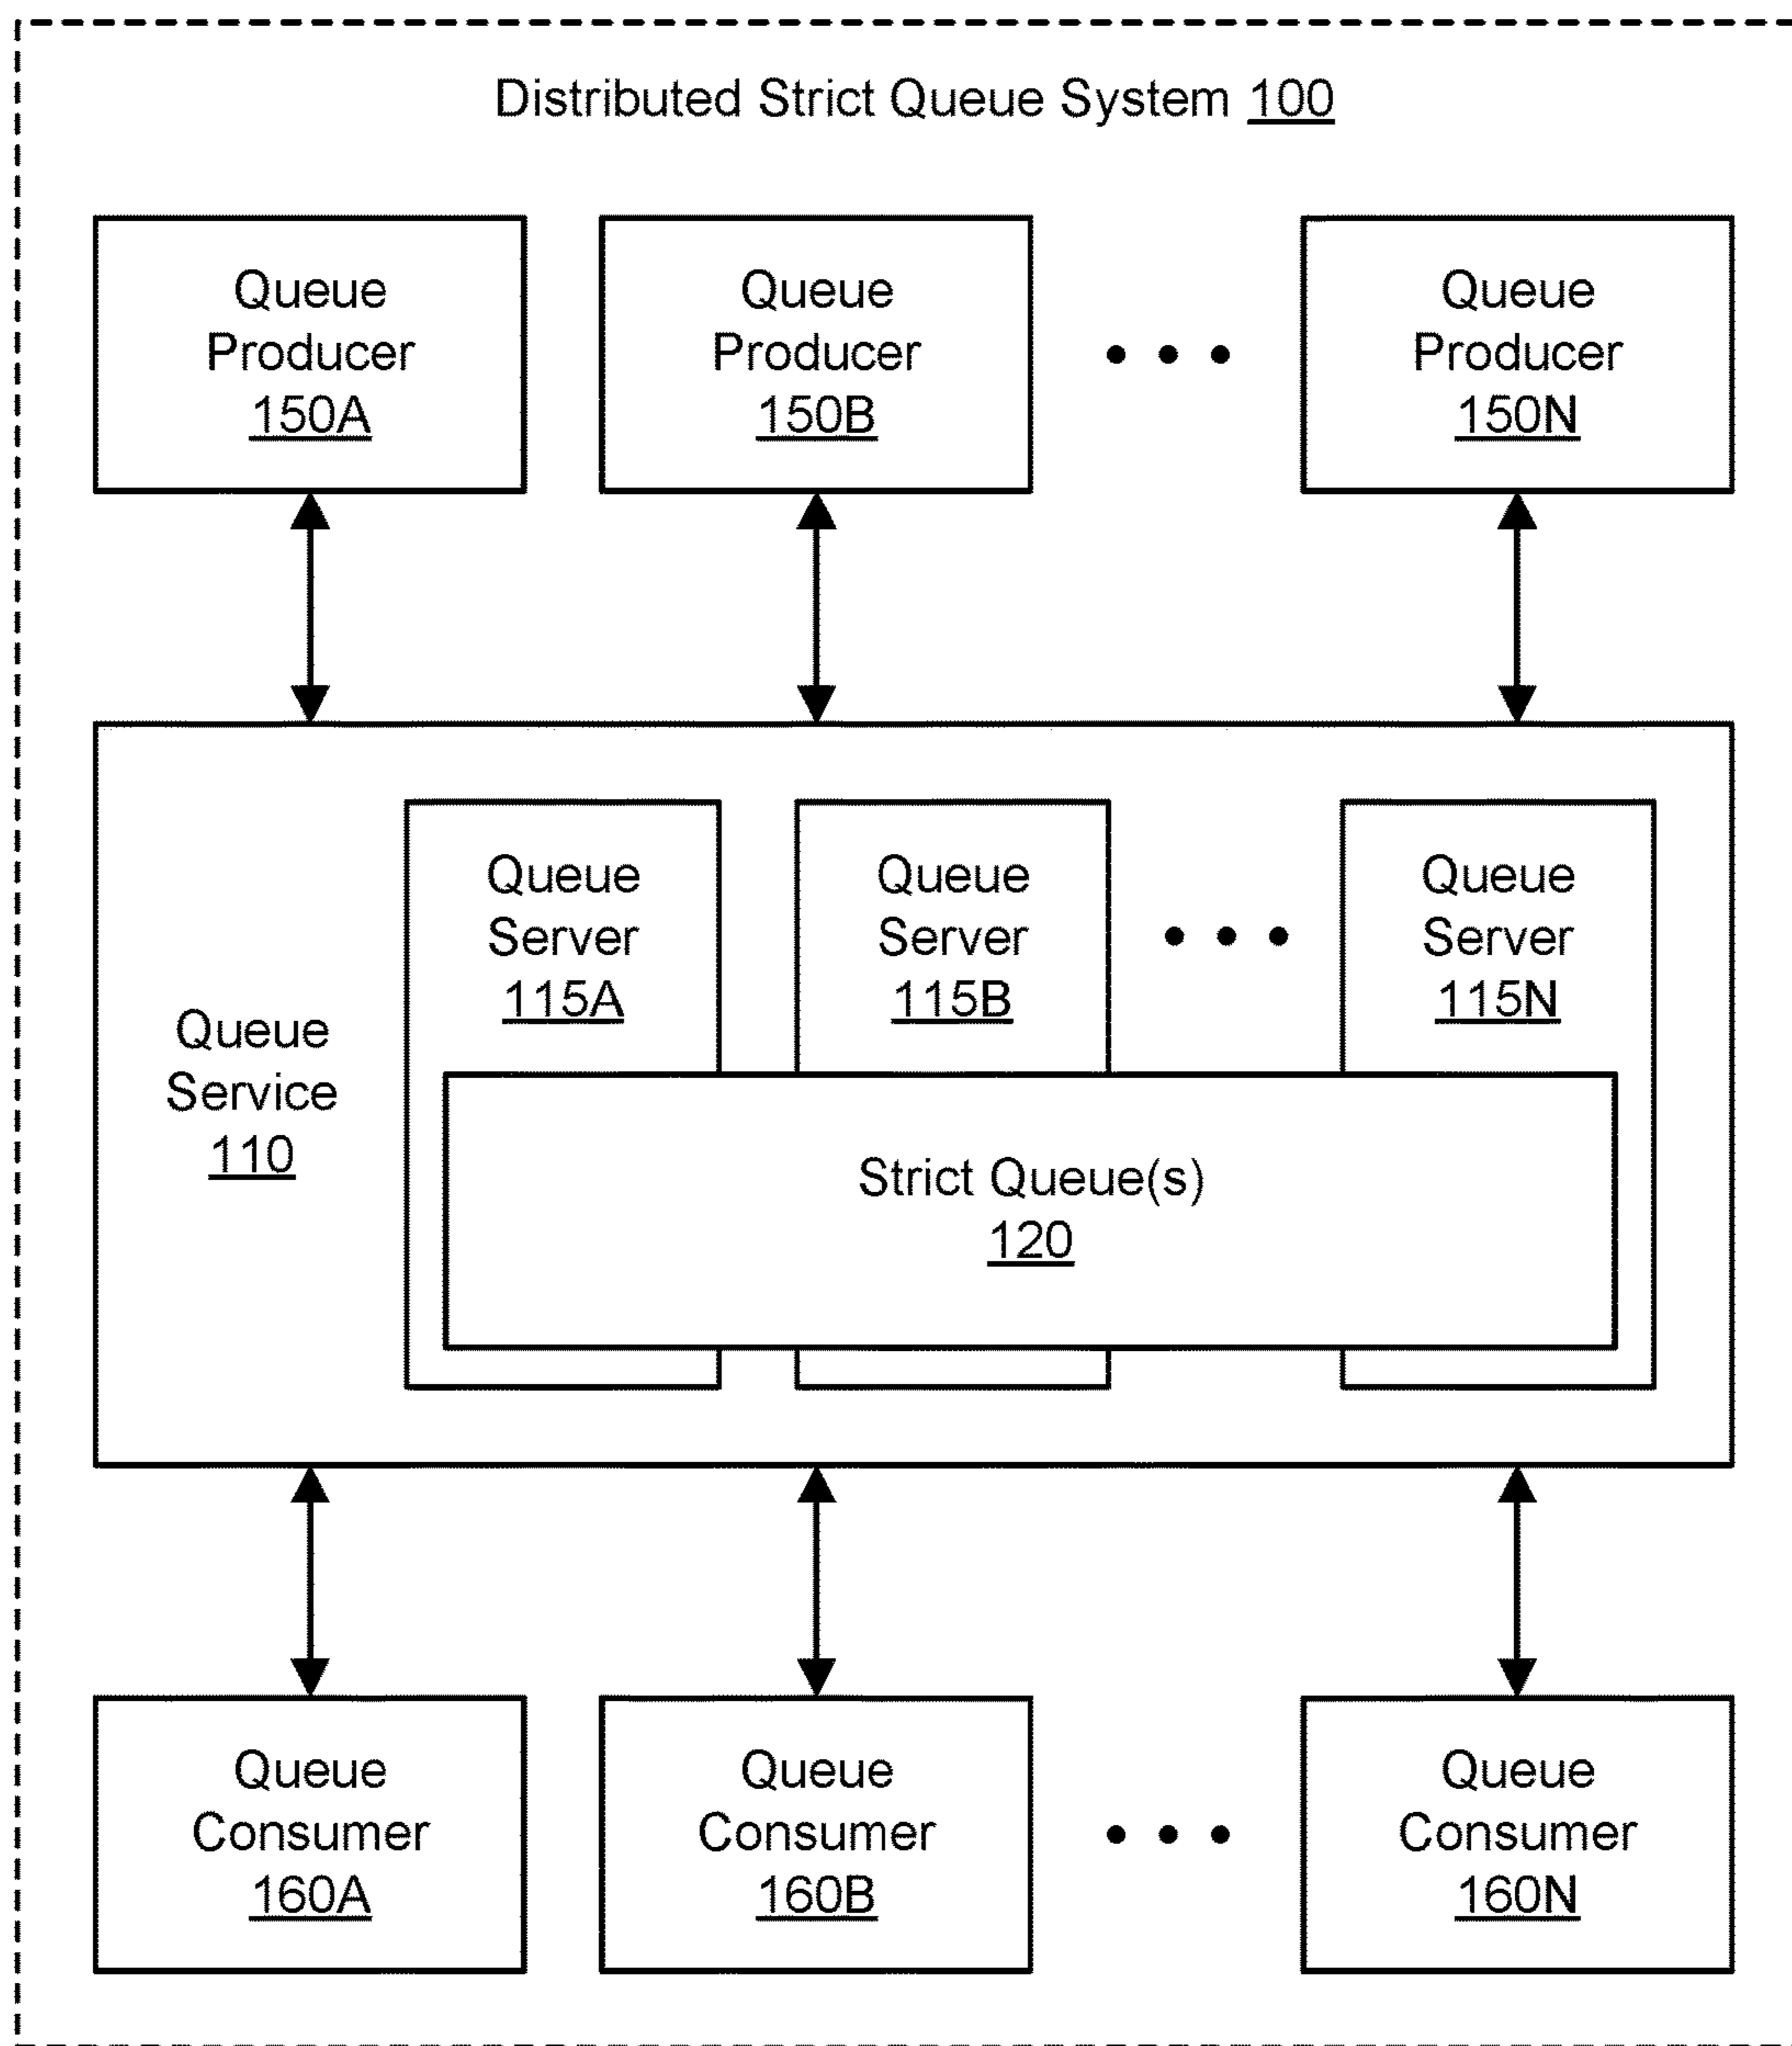 Distributed Strict Queue System 100
Queue
Producer
150A
Queue
Producer
150B
Queue
Producer
150N
Queue
Service
110
Queue
Server
115A
Queue
Server
115B
Queue
Server
115N
Strict Queue(s)
120
Queue
Consumer
160A
Queue
Consumer
160B
Queue
Consumer
160N